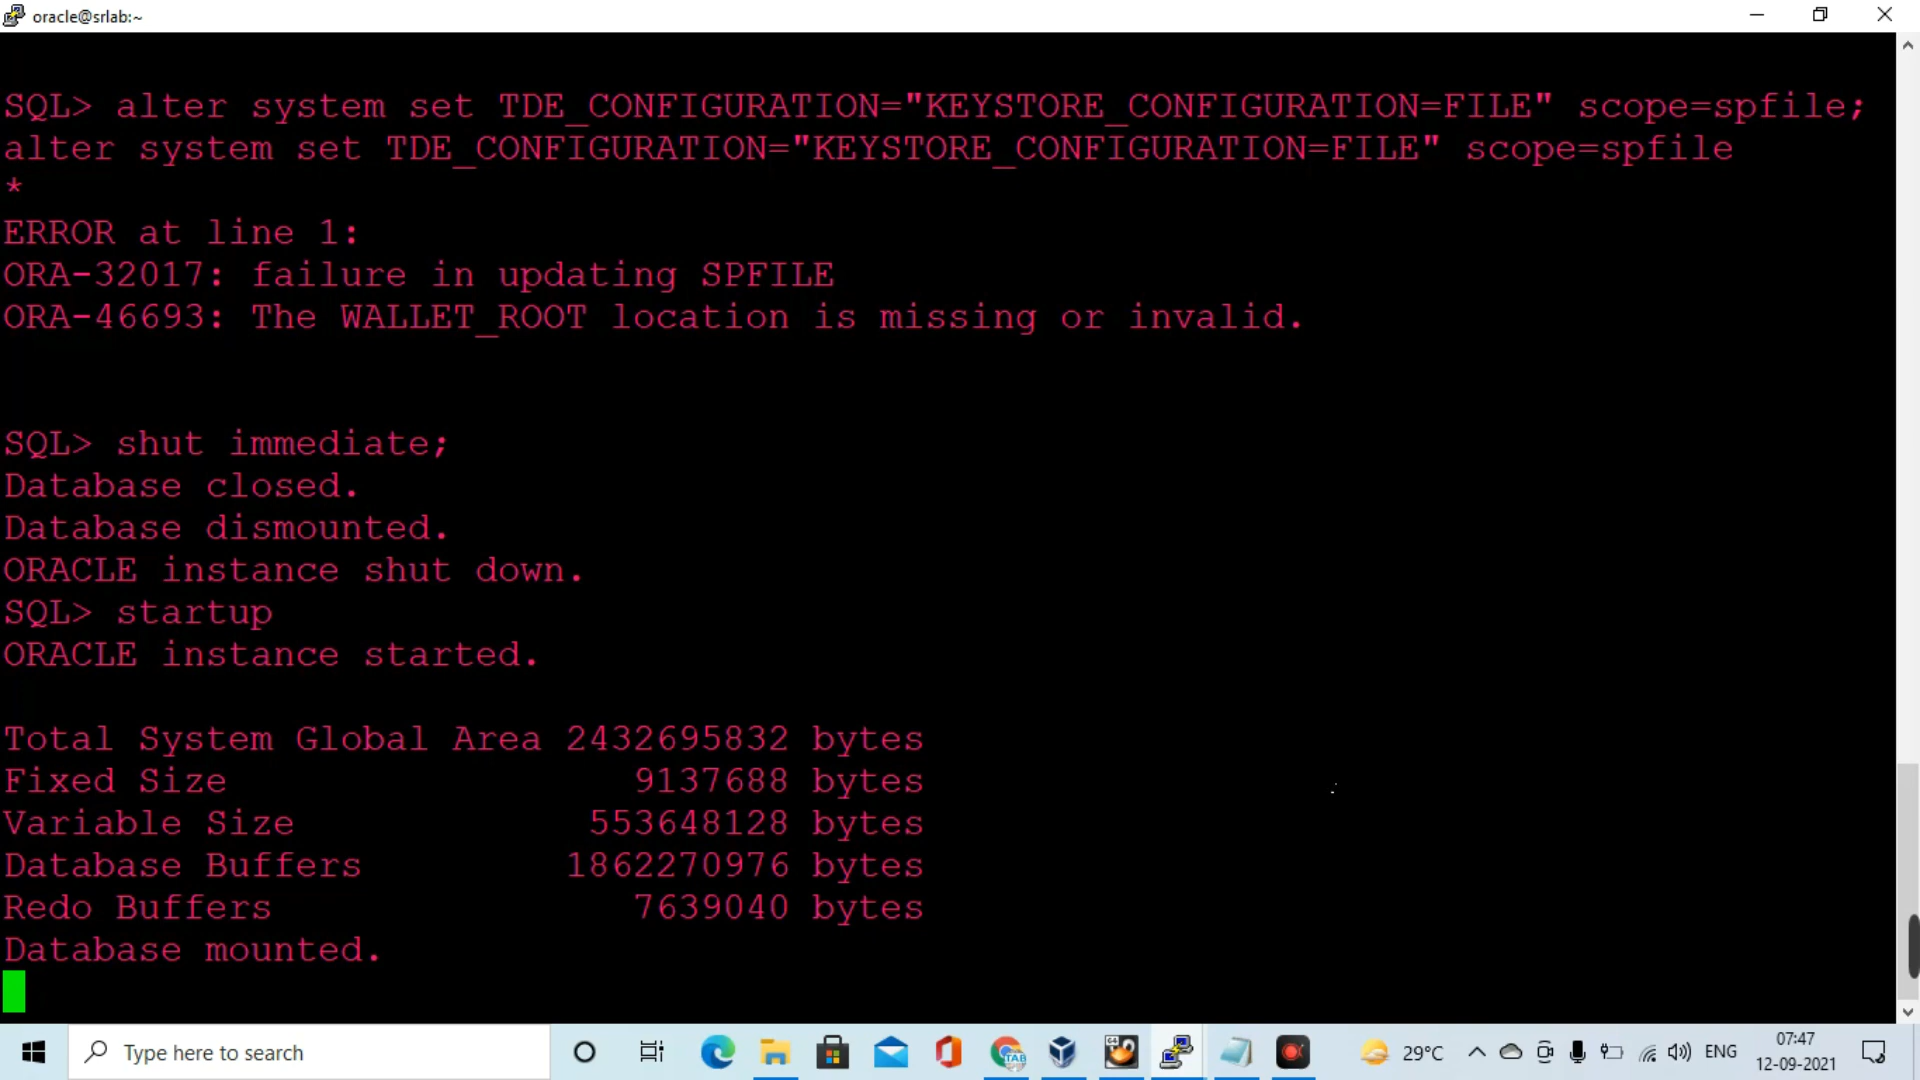 oracle@srlab:~
SQL> alter system set TDE_CONFIGURATION="KEYSTORE_CONFIGURATION=FILE" scope=spfile;
alter system set TDE_CONFIGURATION="KEYSTORE_CONFIGURATION=FILE" scope=spfile
*
ERROR at line 1:
ORA-32017: failure in updating SPFILE
ORA-46693: The WALLET_ROOT location is missing or invalid.
SQL> shut immediate;
Database closed.
Database dismounted.
ORACLE instance shut down.
SQL> startup
ORACLE instance started.
Total System Global Area 2432695832 bytes
Fixed Size 9137688 bytes
Variable Size 553648128 bytes
Database Buffers 1862270976 bytes
Redo Buffers 7639040 bytes
Database mounted.
Type here to search
TAB
64
29°C
ENG
07:47
12-09-2021